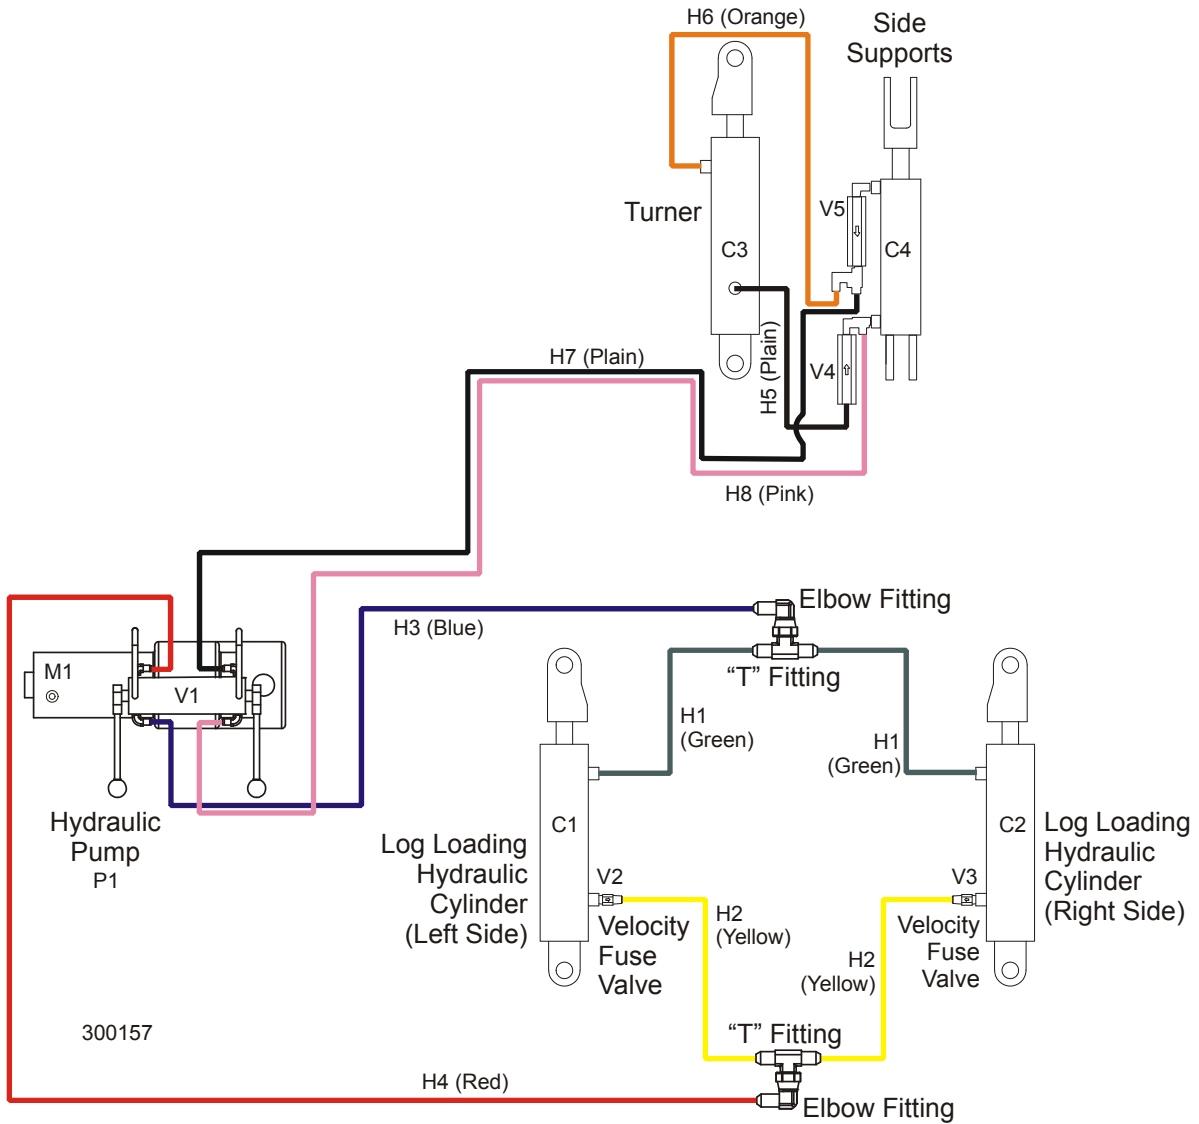 H6 (Orange)
Side
Supports
Turner
V5
C3
C4
H7 (Plain)
H5 (Plain)
V4
H8 (Pink)
Elbow Fitting
H3 (Blue)
"T" Fitting
M1
V1
H1
(Green)
H1
(Green)
Hydraulic
Pump
P1
C1
C2
Log Loading
Hydraulic
Cylinder
(Left Side)
Log Loading
Hydraulic
Cylinder
(Right Side)
V2
V3
Velocity
Fuse
Valve
H2
(Yellow)
Velocity
Fuse
Valve
H2
(Yellow)
300157
"T" Fitting
H4 (Red)
Elbow Fitting